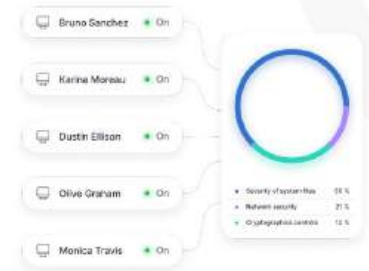 Bruno Sanchez On
Karina Moreau On
Dustin Ellison On
Olive Graham On
Monica Travis On
Security of system files
Network security 21 %
Cryptographic controls